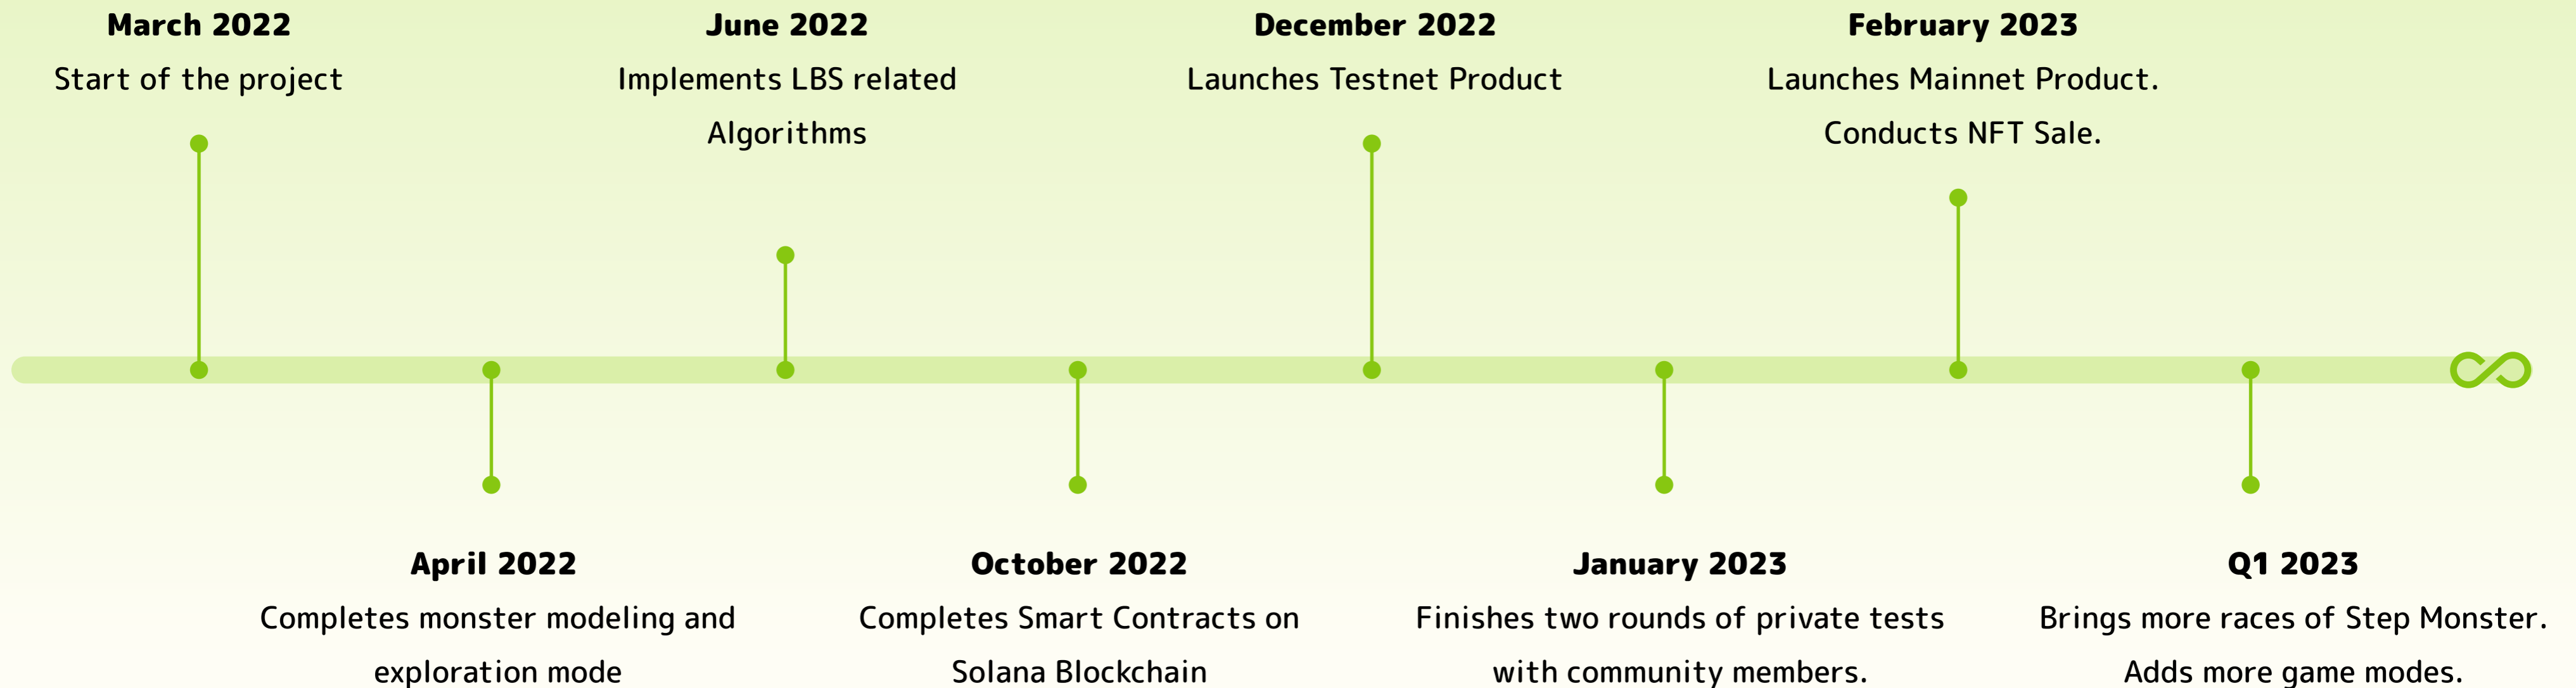 March 2022
Start of the project
June 2022
Implements LBS related
Algorithms
December 2022
Launches Testnet Product
February 2023
Launches Mainnet Product.
Conducts NFT Sale.
April 2022
Completes monster modeling and
exploration mode
October 2022
Completes Smart Contracts on
Solana Blockchain
January 2023
Finishes two rounds of private tests
with community members.
Q1 2023
Brings more races of Step Monster.
Adds more game modes.